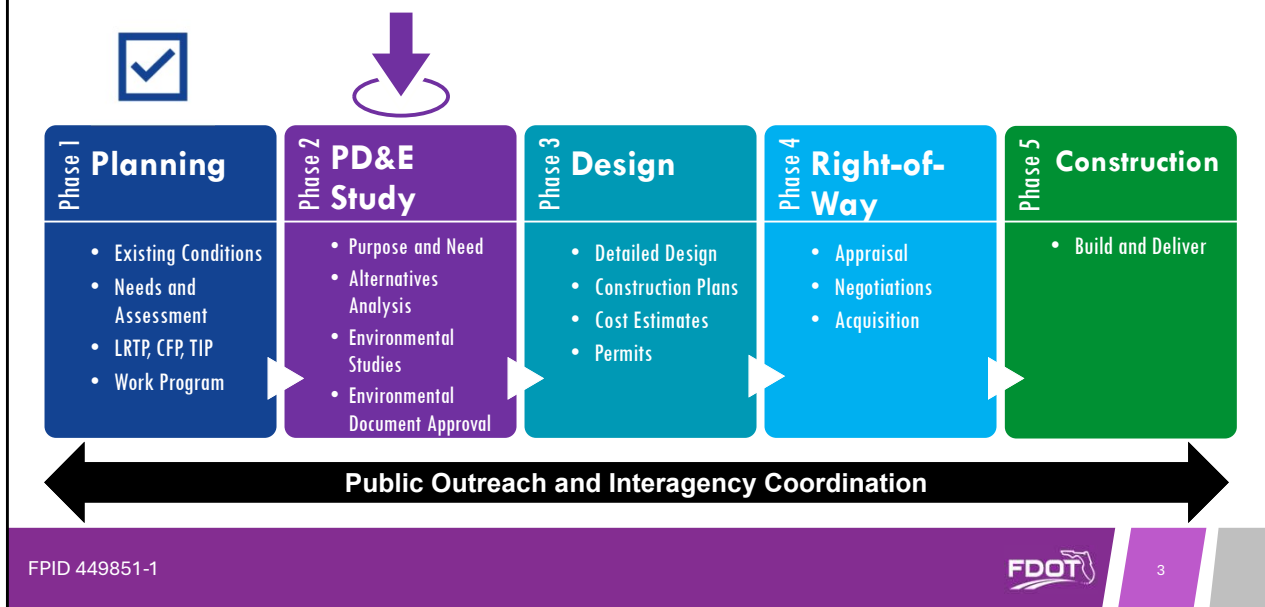 Phase 1
Planning
• Existing Conditions
• Needs and
Assessment
• LRTP, CFP, TIP
• Work Program
Phase 2
PD&E
Study
• Purpose and Need
• Alternatives
Analysis
• Environmental
Studies
• Environmental
Document Approval
Phase 3
Design
• Detailed Design
• Construction Plans
• Cost Estimates
• Permits
Phase 4
Right-of-
Way
• Appraisal
• Negotiations
• Acquisition
Phase 5
Construction
• Build and Deliver
Public Outreach and Interagency Coordination
FPID 449851-1
FDOT
3